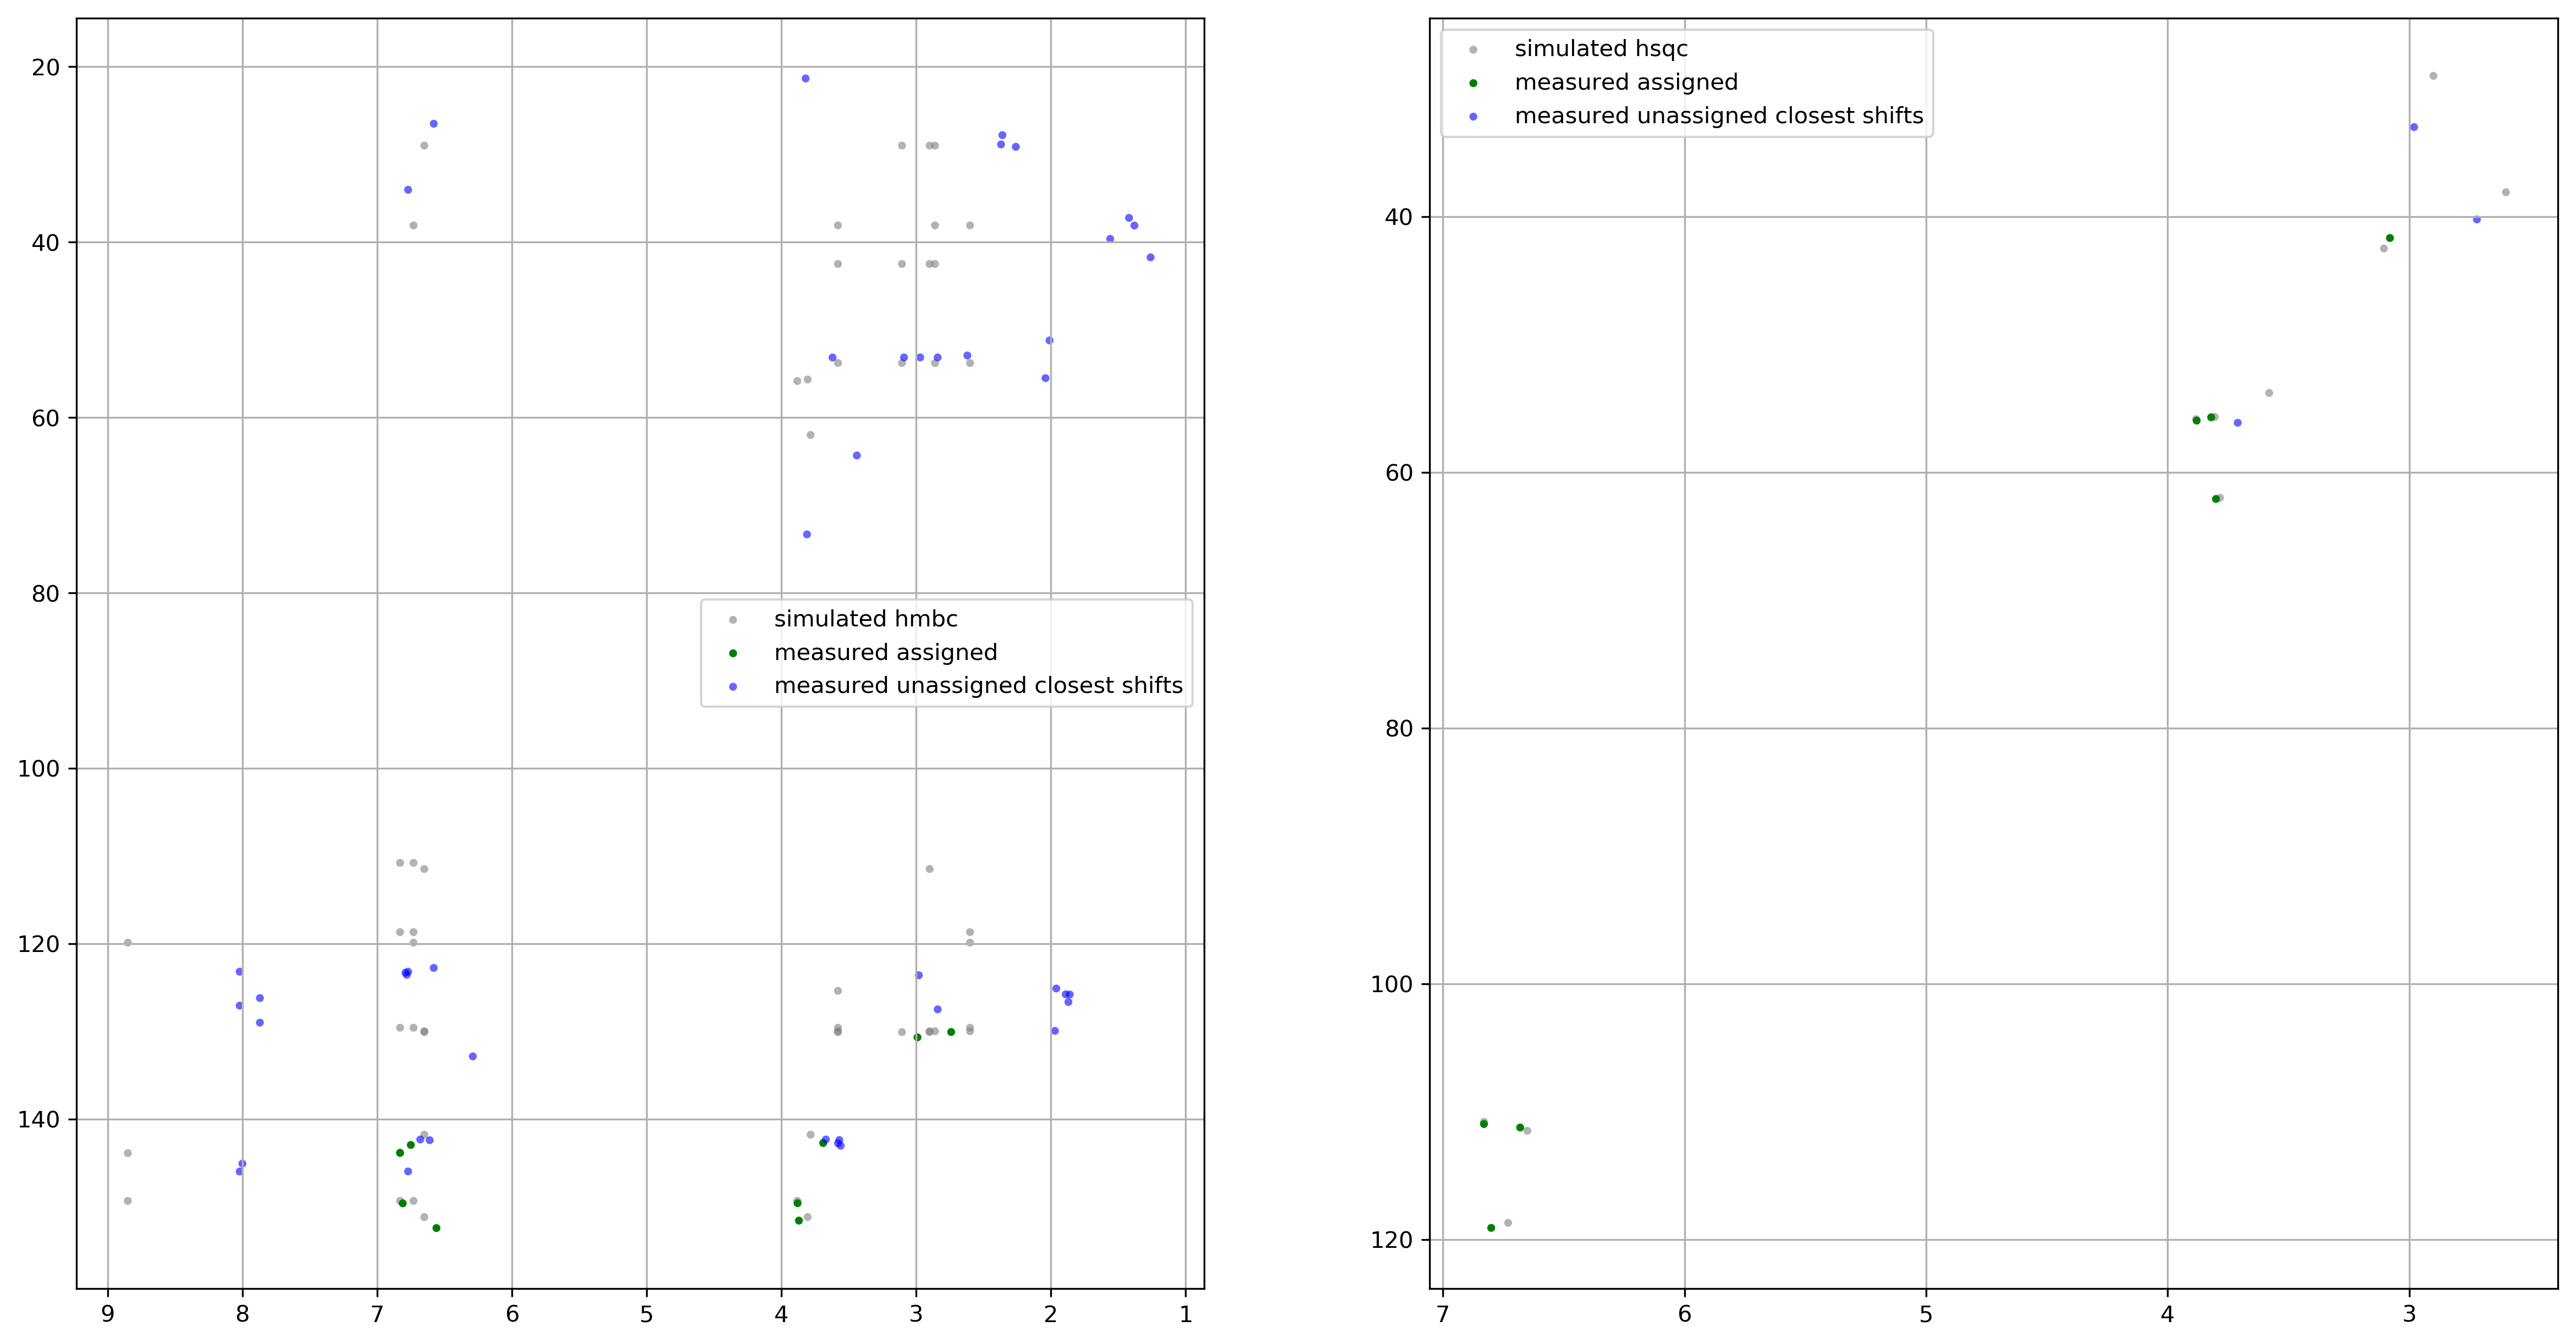 20
40
60
80
100
120
140
9 8 7 6 5 4 3 2 1
simulated hmbc
measured assigned
measured unassigned closest shifts
simulated hsqc
measured assigned
measured unassigned closest shifts
40
60
80
100
120
7 6 5 4 3